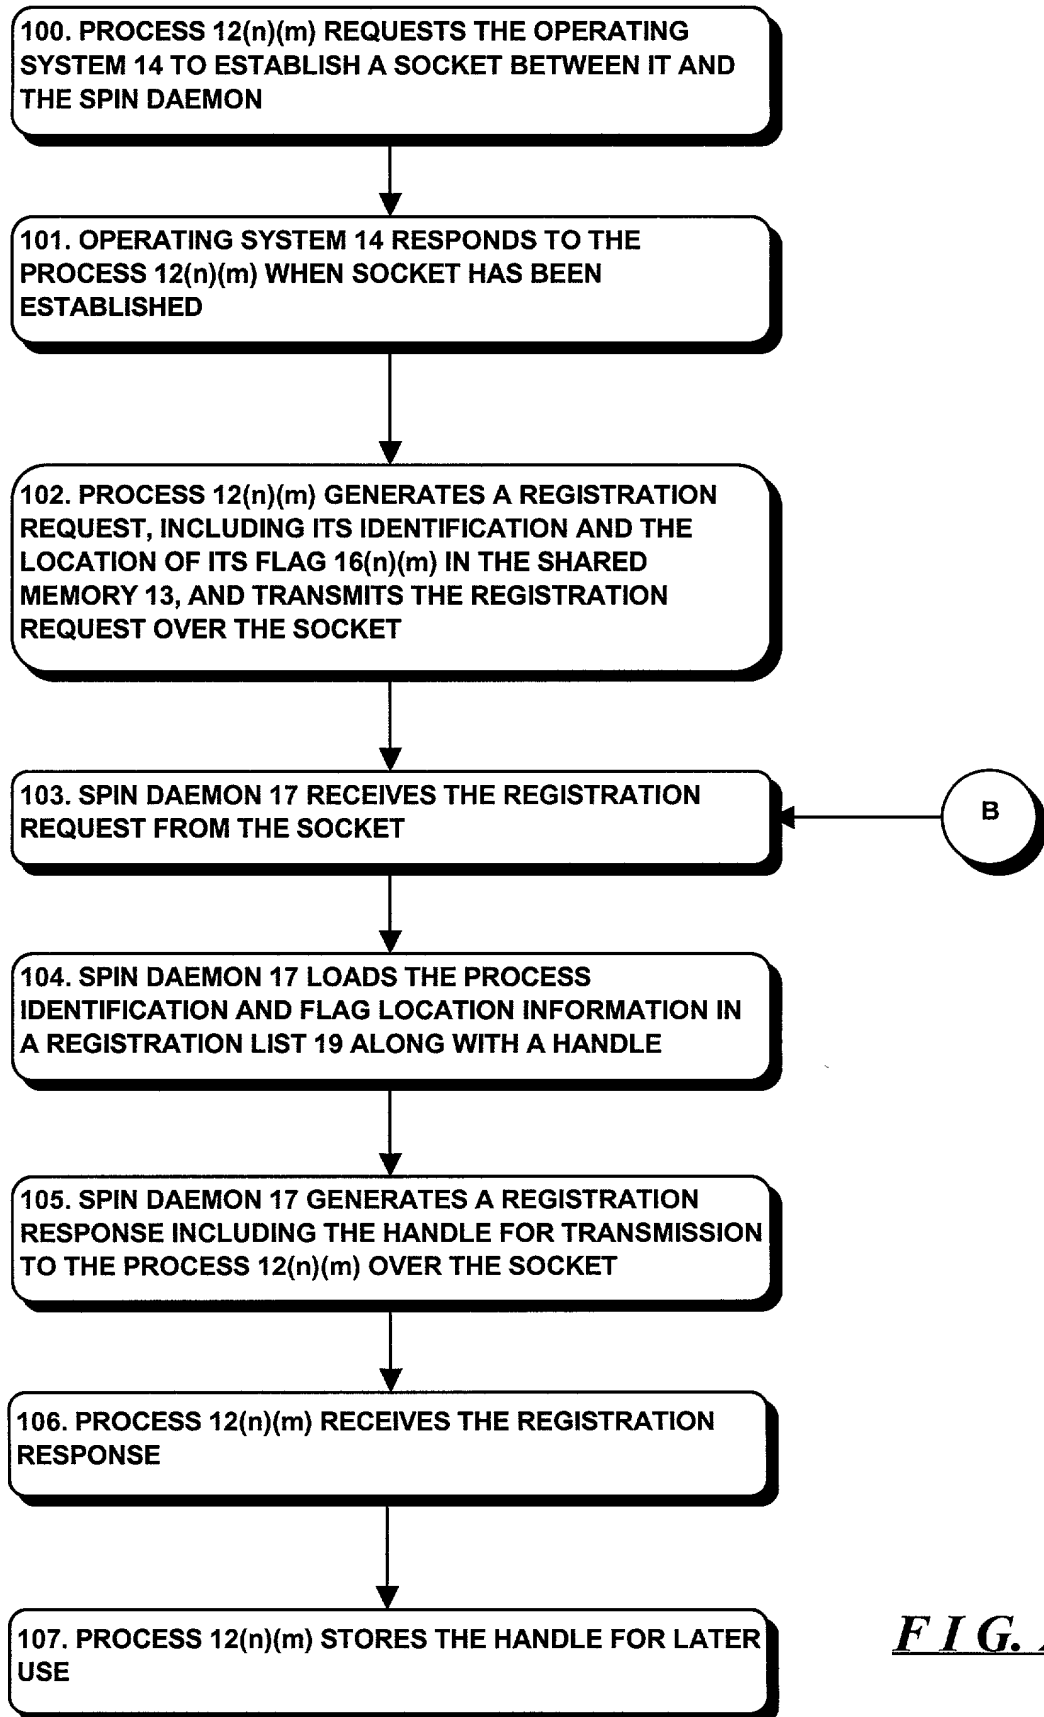 100. PROCESS 12(n)(m) REQUESTS THE OPERATING
SYSTEM 14 TO ESTABLISH A SOCKET BETWEEN IT AND
THE SPIN DAEMON
101. OPERATING SYSTEM 14 RESPONDS TO THE
PROCESS 12(n)(m) WHEN SOCKET HAS BEEN
ESTABLISHED
102. PROCESS 12(n)(m) GENERATES A REGISTRATION
REQUEST, INCLUDING ITS IDENTIFICATION AND THE
LOCATION OF ITS FLAG 16(n)(m) IN THE SHARED
MEMORY 13, AND TRANSMITS THE REGISTRATION
REQUEST OVER THE SOCKET
103. SPIN DAEMON 17 RECEIVES THE REGISTRATION
REQUEST FROM THE SOCKET
B
104. SPIN DAEMON 17 LOADS THE PROCESS
IDENTIFICATION AND FLAG LOCATION INFORMATION IN
A REGISTRATION LIST 19 ALONG WITH A HANDLE
105. SPIN DAEMON 17 GENERATES A REGISTRATION
RESPONSE INCLUDING THE HANDLE FOR TRANSMISSION
TO THE PROCESS 12(n)(m) OVER THE SOCKET
106. PROCESS 12(n)(m) RECEIVES THE REGISTRATION
RESPONSE
107. PROCESS 12(n)(m) STORES THE HANDLE FOR LATER
USE
FIG.